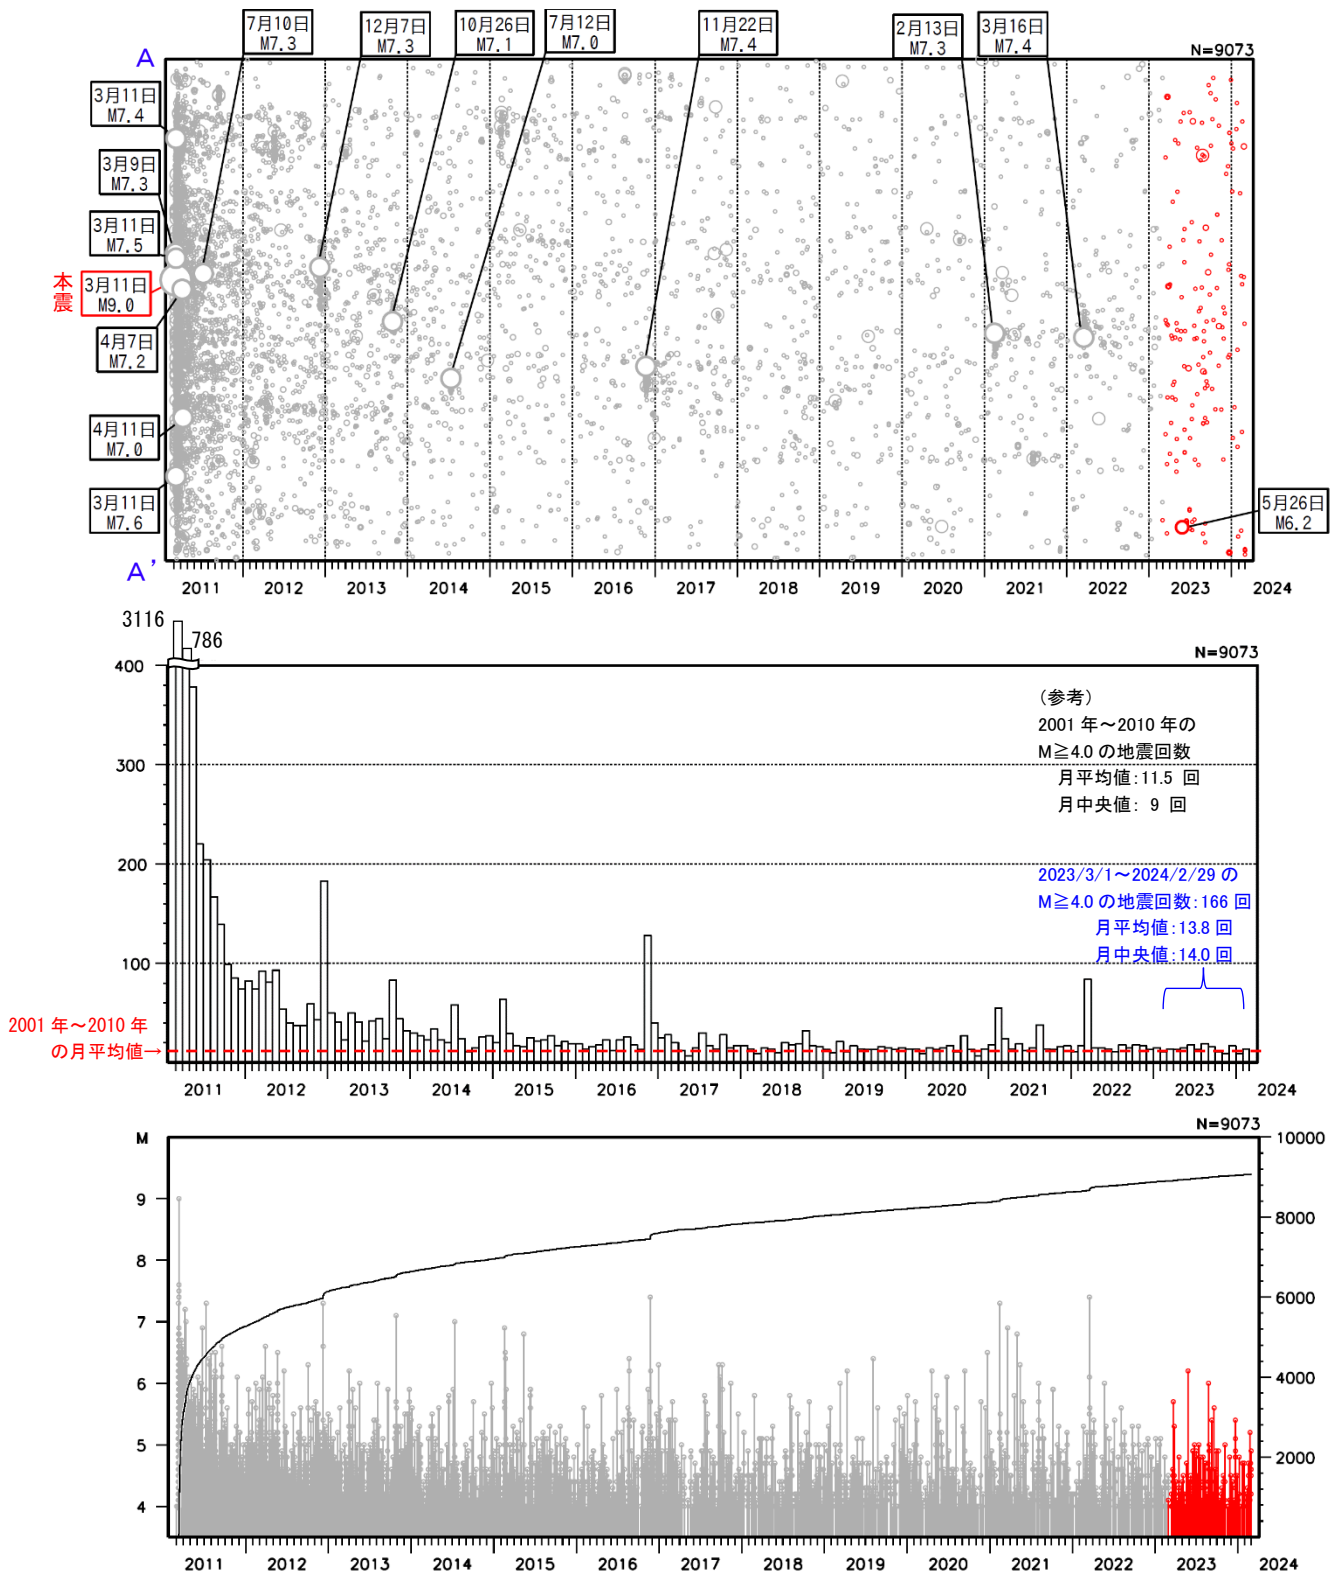 7月10日
M7.3
12月7日
M7.3
10月26日
M7.1
7月12日
M7.0
11月22日
M7.4
2月13日
M7.3
3月16日
M7.4
N=9073
A
3月11日
M7.4
3月9日
M7.3
3月11日
M7.5
本震
3月11日
M9.0
4月7日
M7.2
4月11日
M7.0
3月11日
M7.6
5月26日
M6.2
A'
2011 2012 2013 2014 2015 2016 2017 2018 2019 2020 2021 2022 2023 2024
3116
786
N=9073
400
300
200
100
(参考)
2001 年～2010 年の
M≧4.0 の地震回数
月平均値:11.5 回
月中央値: 9 回
2023/3/1～2024/2/29 の
M≧4.0 の地震回数:166 回
月平均値:13.8 回
月中央値:14.0 回
2001 年～2010 年
の月平均値→
2011 2012 2013 2014 2015 2016 2017 2018 2019 2020 2021 2022 2023 2024
N=9073
M
9
8
7
6
5
4
10000
8000
6000
4000
2000
2011 2012 2013 2014 2015 2016 2017 2018 2019 2020 2021 2022 2023 2024